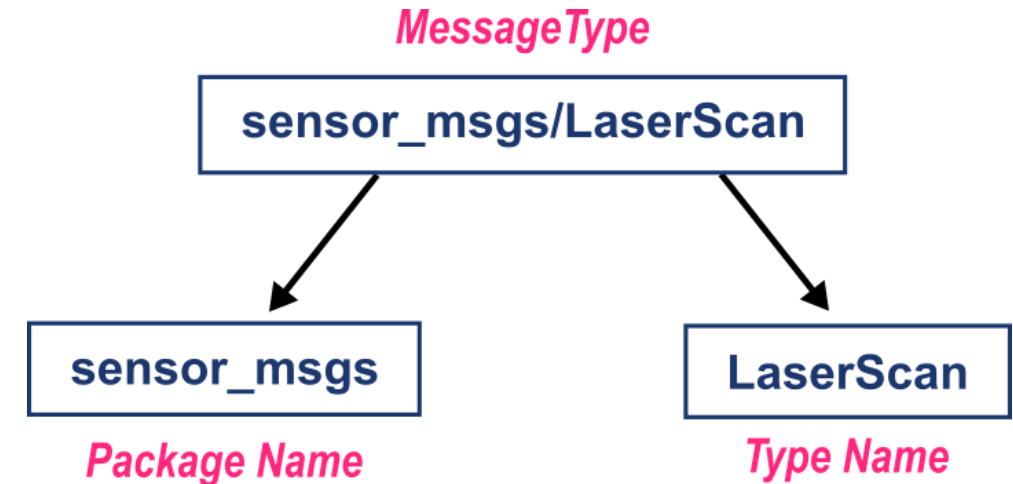 MessageType
sensor_msgs/LaserScan
sensor_msgs
LaserScan
Package Name
Type Name